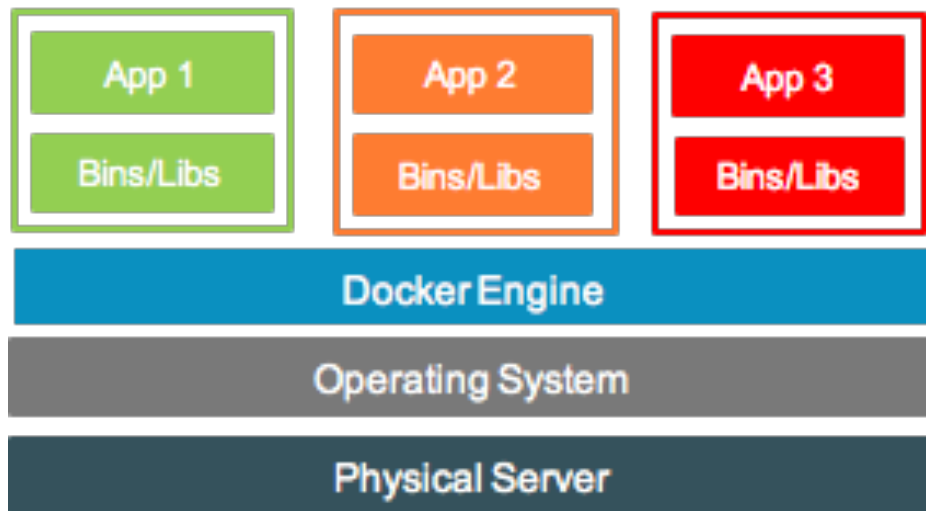 App 1
App 2
App 3
Bins/Libs
Bins/Libs
Bins/Libs
Docker Engine
Operating System
Physical Server